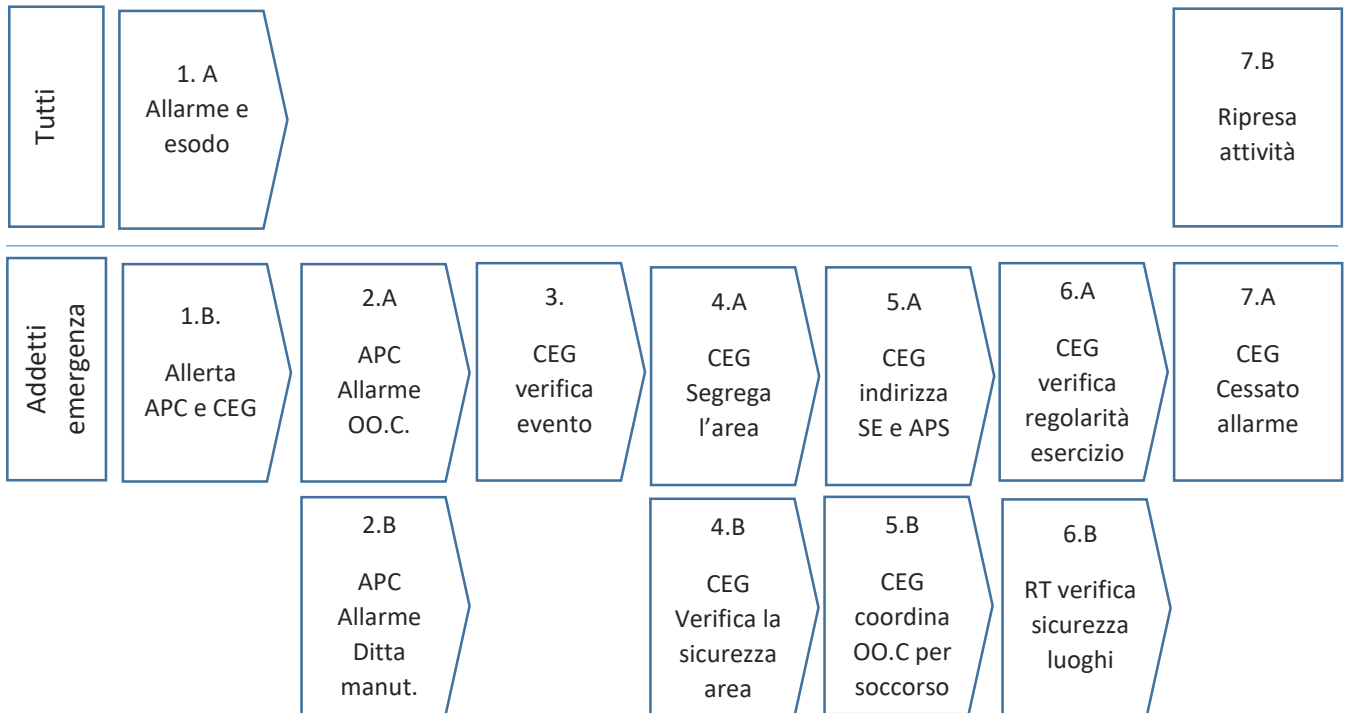 Tutti
1. A
Allarme e
esodo
7.B
Ripresa
attività
Addetti
emergenza
1.B.
Allerta
APC e CEG
2.A
APC
Allarme
OO.C.
3.
CEG
verifica
evento
4.A
CEG
Segrega
l’area
5.A
CEG
indirizza
SE e APS
6.A
CEG
verifica
regolarità
esercizio
7.A
CEG
Cessato
allarme
2.B
APC
Allarme
Ditta
manut.
4.B
CEG
Verifica la
sicurezza
area
5.B
CEG
coordina
OO.C per
soccorso
6.B
RT verifica
sicurezza
luoghi